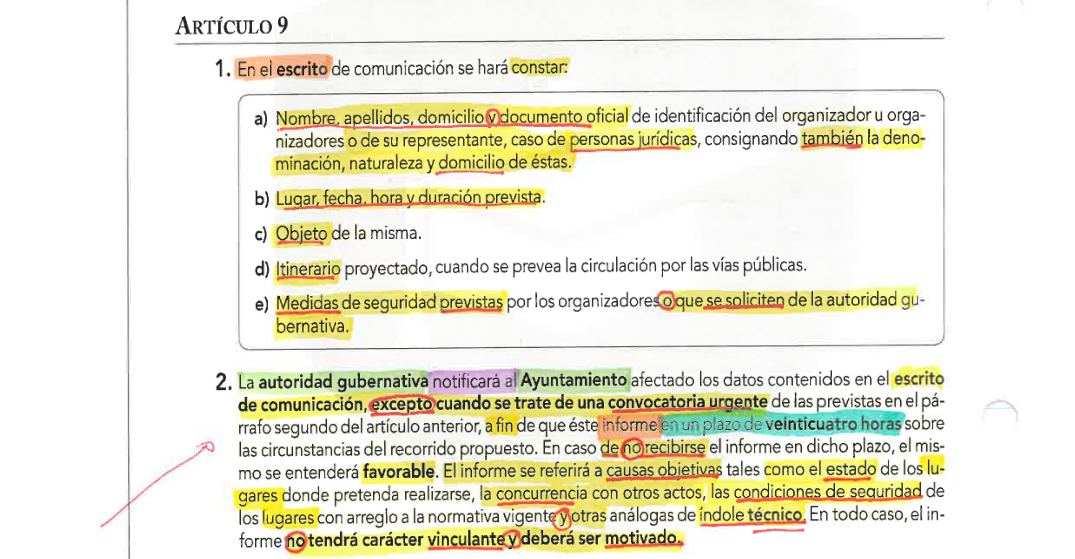 ARTÍCULO 9
1. En el escrito de comunicación se hará constar:
a) Nombre, apellidos, domicilio y documento oficial de identificación del organizador u orga-
nizadores o de su representante, caso de personas jurídicas, consignando también la deno-
minación, naturaleza y domicilio de éstas.
b) Lugar, fecha, hora y duración prevista.
c) Objeto de la misma.
d) Itinerario proyectado, cuando se prevea la circulación por las vías públicas.
e) Medidas de seguridad previstas por los organizadores o que se soliciten de la autoridad gu-
bernativa.
2. La autoridad gubernativa notificará al Ayuntamiento afectado los datos contenidos en el escrito
de comunicación, excepto cuando se trate de una convocatoria urgente de las previstas en el pá-
rrafo segundo del artículo anterior, a fin de que éste informe en un plazo de veinticuatro horas sobre
las circunstancias del recorrido propuesto. En caso de no recibirse el informe en dicho plazo, el mis-
mo se entenderá favorable. El informe se referirá a causas objetivas tales como el estado de los lu-
gares donde pretenda realizarse, la concurrencia con otros actos, las condiciones de seguridad de
los lugares con arreglo a la normativa vigente y otras análogas de índole técnico. En todo caso, el in-
forme no tendrá carácter vinculante y deberá ser motivado.